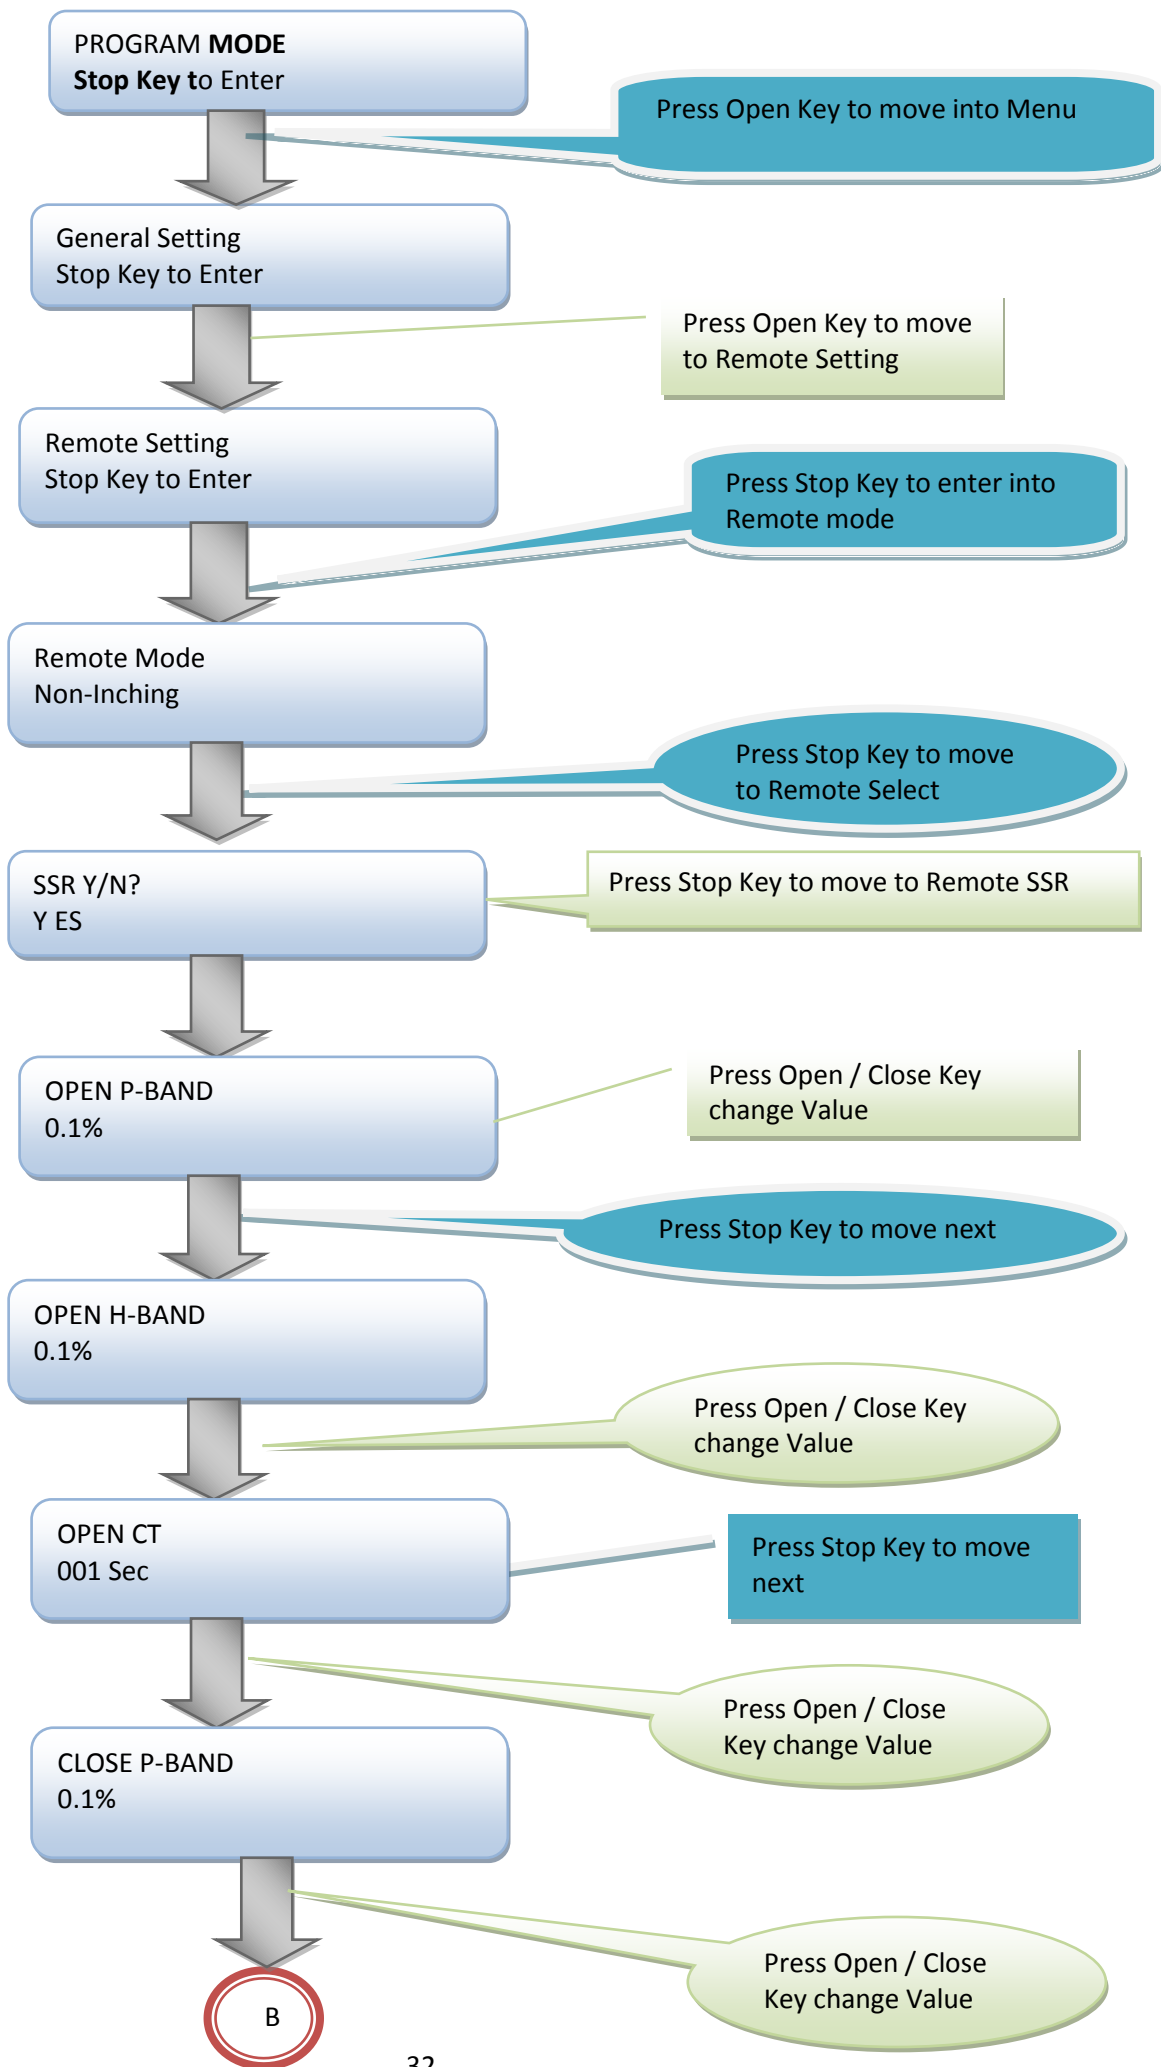 PROGRAM MODE
Stop Key to Enter
Press Open Key to move into Menu
General Setting
Stop Key to Enter
Press Open Key to move
to Remote Setting
Remote Setting
Stop Key to Enter
Press Stop Key to enter into
Remote mode
Remote Mode
Non-Inching
Press Stop Key to move
to Remote Select
SSR Y/N?
Y ES
Press Stop Key to move to Remote SSR
OPEN P-BAND
0.1%
Press Open / Close Key
change Value
Press Stop Key to move next
OPEN H-BAND
0.1%
Press Open / Close Key
change Value
OPEN CT
001 Sec
Press Stop Key to move
next
Press Open / Close
Key change Value
CLOSE P-BAND
0.1%
Press Open / Close
Key change Value
B
32